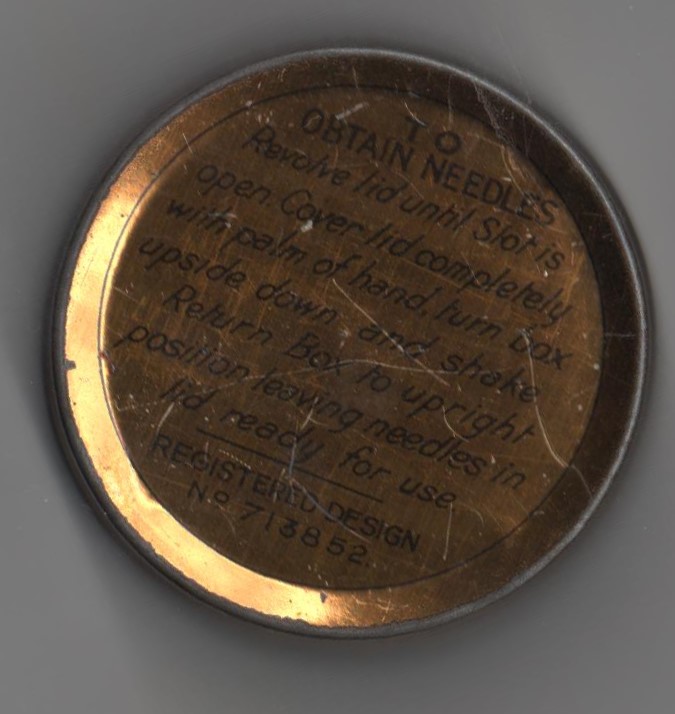 TO
OBTAIN NEEDLES
Revolve lid until Slot is
open. Cover lid completely
with palm of hand, turn box
upside down, and shake
Return Box to upright
position leaving needles in
lid ready for use
REGISTERED DESIGN
No 713852.